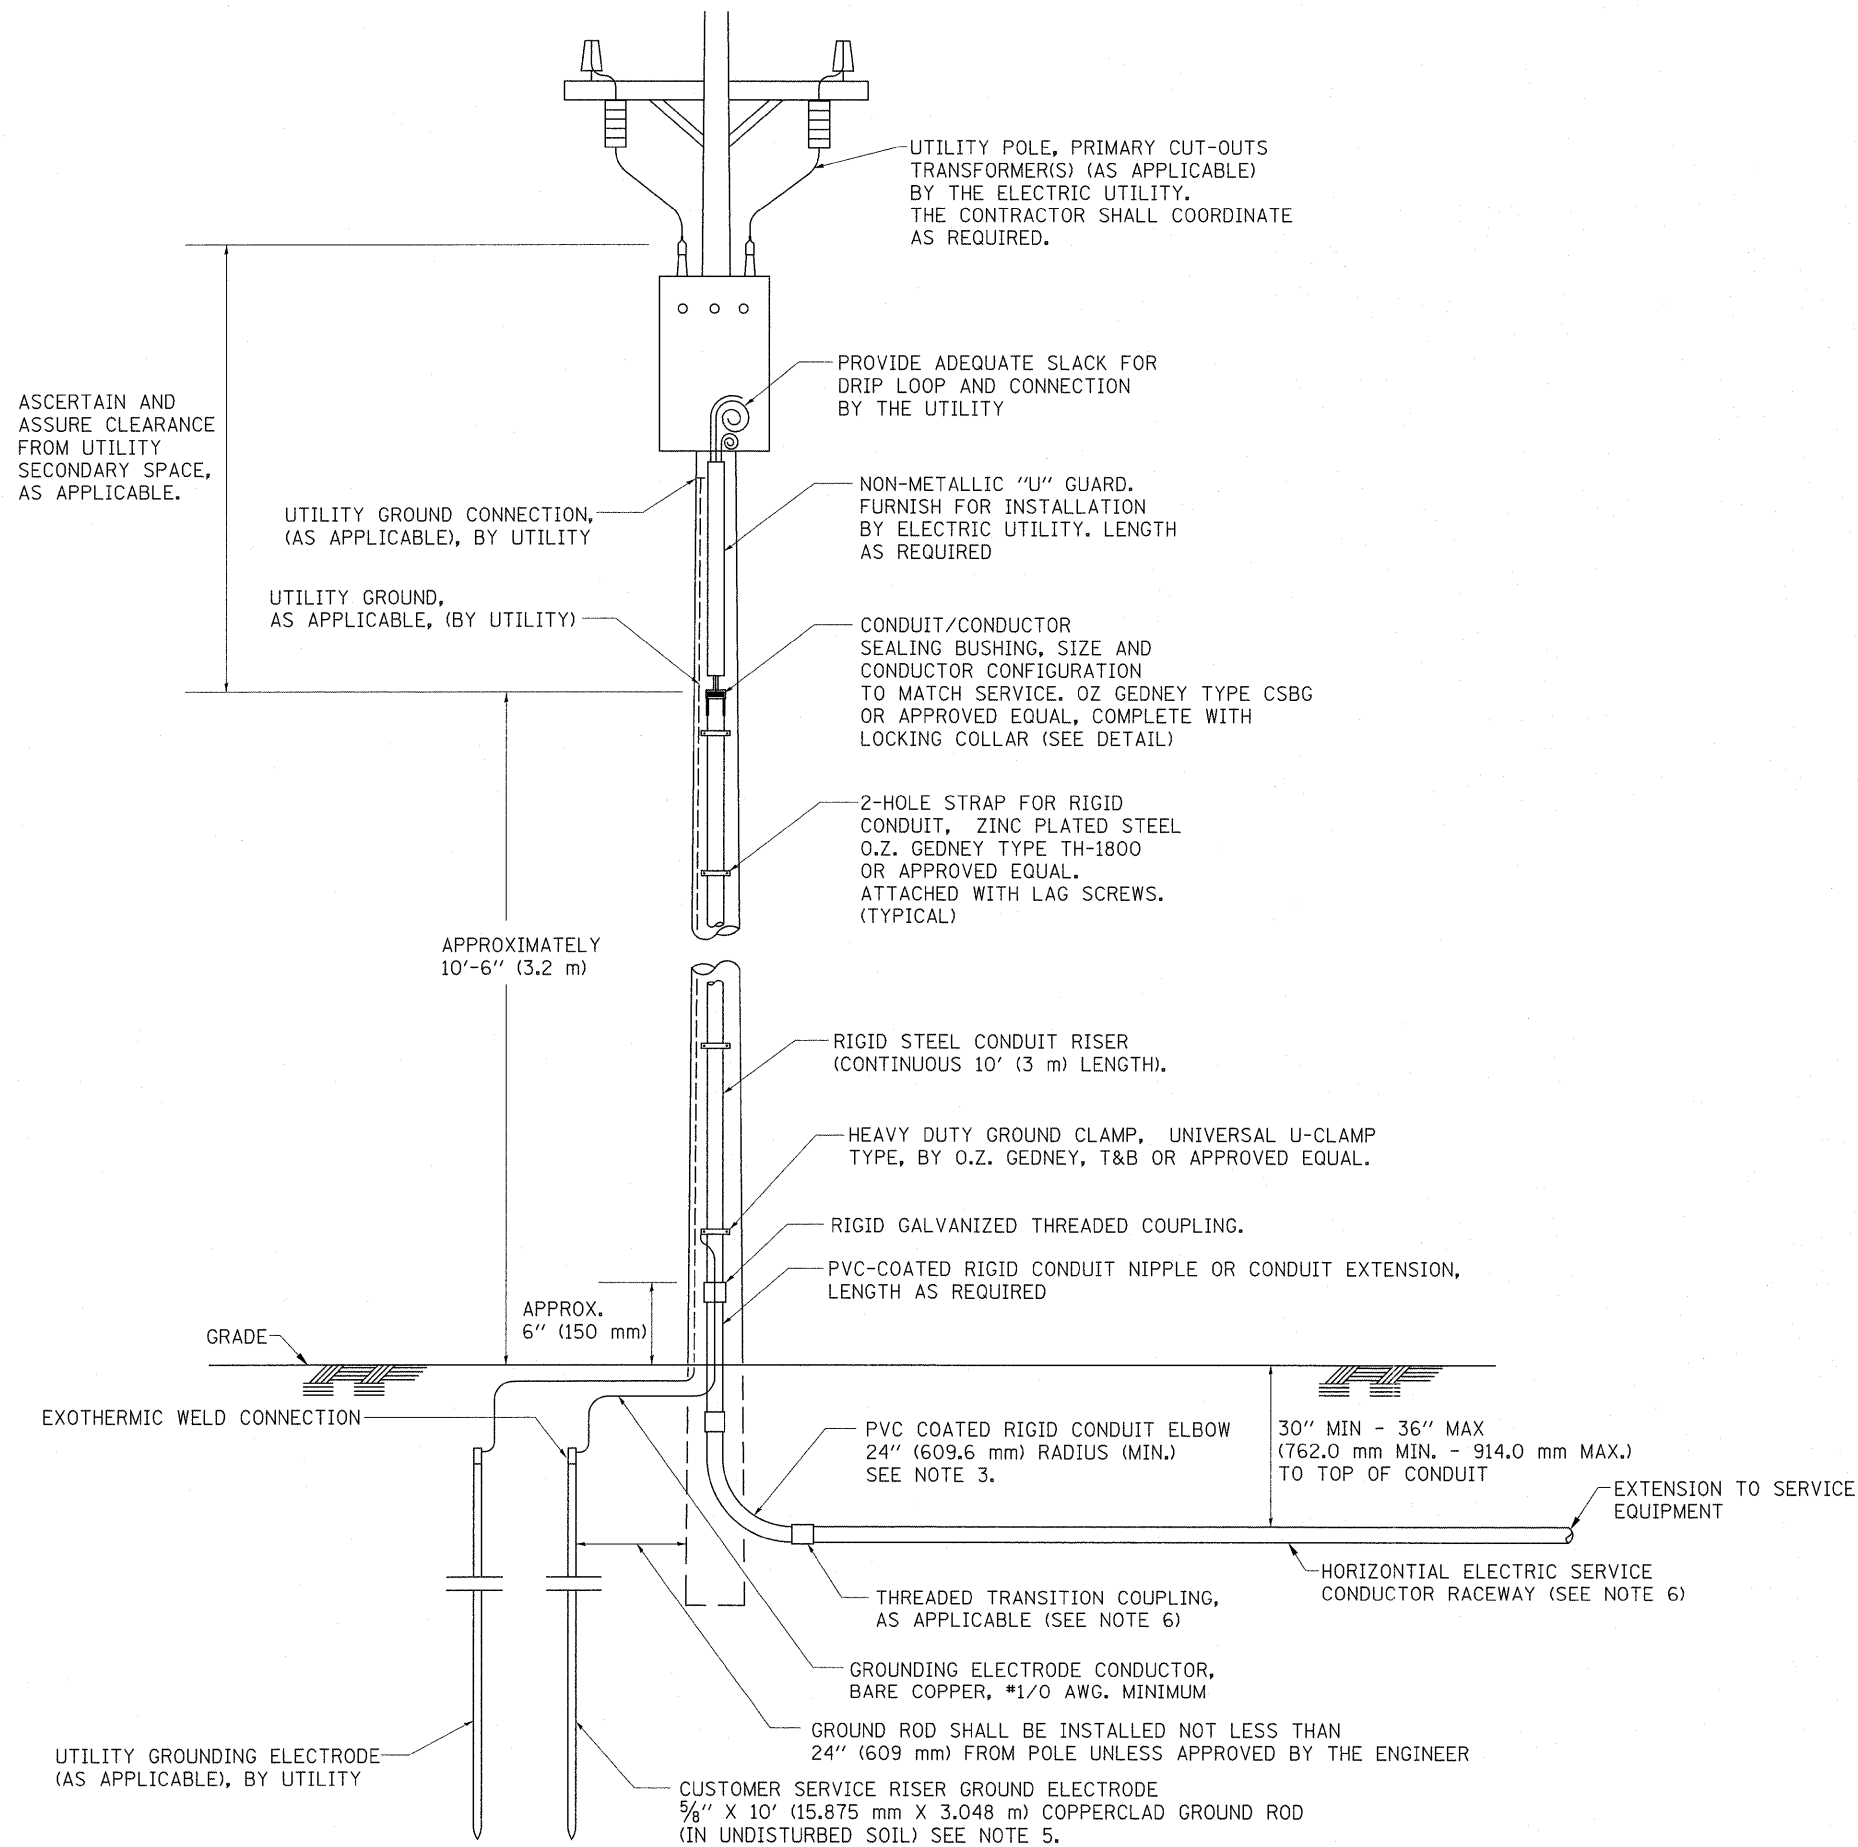 UTILITY POLE, PRIMARY CUT-OUTS
TRANSFORMER(S) (AS APPLICABLE)
BY THE ELECTRIC UTILITY.
THE CONTRACTOR SHALL COORDINATE
AS REQUIRED.
PROVIDE ADEQUATE SLACK FOR
DRIP LOOP AND CONNECTION
BY THE UTILITY
ASCERTAIN AND
ASSURE CLEARANCE
FROM UTILITY
SECONDARY SPACE,
AS APPLICABLE.
NON-METALLIC "U" GUARD.
FURNISH FOR INSTALLATION
BY ELECTRIC UTILITY. LENGTH
AS REQUIRED
UTILITY GROUND CONNECTION,
(AS APPLICABLE), BY UTILITY
UTILITY GROUND,
AS APPLICABLE, (BY UTILITY)
CONDUIT/CONDUCTOR
SEALING BUSHING, SIZE AND
CONDUCTOR CONFIGURATION
TO MATCH SERVICE. OZ GEDNEY TYPE CSBG
OR APPROVED EQUAL, COMPLETE WITH
LOCKING COLLAR (SEE DETAIL)
2-HOLE STRAP FOR RIGID
CONDUIT, ZINC PLATED STEEL
O.Z. GEDNEY TYPE TH-1800
OR APPROVED EQUAL.
ATTACHED WITH LAG SCREWS.
(TYPICAL)
APPROXIMATELY
10'-6" (3.2 m)
RIGID STEEL CONDUIT RISER
(CONTINUOUS 10' (3 m) LENGTH).
HEAVY DUTY GROUND CLAMP, UNIVERSAL U-CLAMP
TYPE, BY O.Z. GEDNEY, T&B OR APPROVED EQUAL.
RIGID GALVANIZED THREADED COUPLING.
PVC-COATED RIGID CONDUIT NIPPLE OR CONDUIT EXTENSION,
LENGTH AS REQUIRED
APPROX.
6" (150 mm)
GRADE
EXOTHERMIC WELD CONNECTION
PVC COATED RIGID CONDUIT ELBOW
24" (609.6 mm) RADIUS (MIN.)
SEE NOTE 3.
30" MIN - 36" MAX
(762.0 mm MIN. - 914.0 mm MAX.)
TO TOP OF CONDUIT
EXTENSION TO SERVICE
EQUIPMENT
HORIZONTIAL ELECTRIC SERVICE
CONDUCTOR RACEWAY (SEE NOTE 6)
THREADED TRANSITION COUPLING,
AS APPLICABLE (SEE NOTE 6)
GROUNDING ELECTRODE CONDUCTOR,
BARE COPPER, #1/0 AWG. MINIMUM
GROUND ROD SHALL BE INSTALLED NOT LESS THAN
24" (609 mm) FROM POLE UNLESS APPROVED BY THE ENGINEER
UTILITY GROUNDING ELECTRODE
(AS APPLICABLE), BY UTILITY
CUSTOMER SERVICE RISER GROUND ELECTRODE
5/8" X 10' (15.875 mm X 3.048 m) COPPERCLAD GROUND ROD
(IN UNDISTURBED SOIL) SEE NOTE 5.